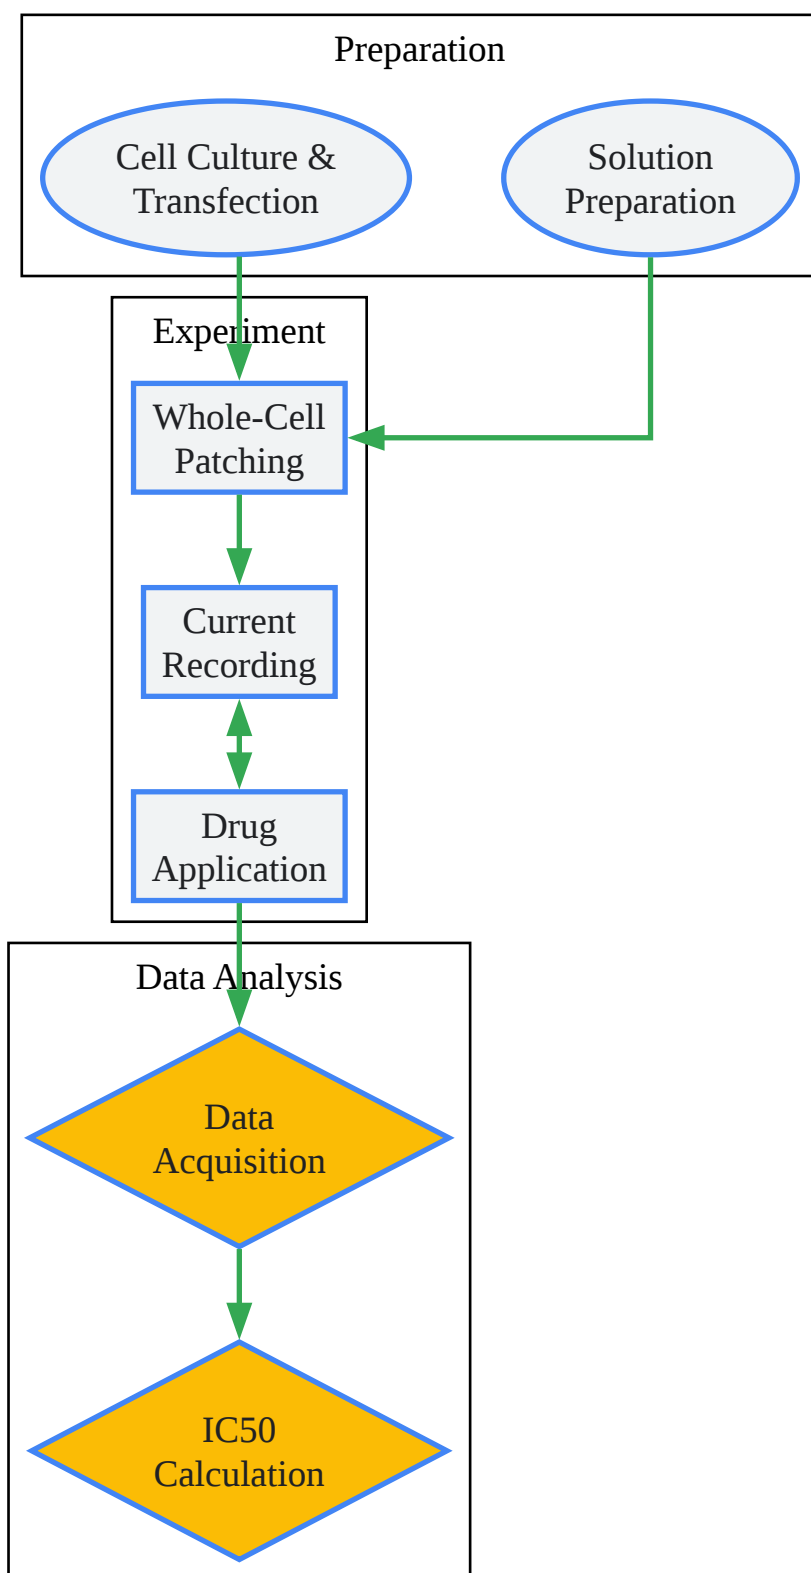 Preparation
Cell Culture &
Transfection
Solution
Preparation
Experiment
Whole-Cell
Patching
Current
Recording
Drug
Application
Data Analysis
Data
Acquisition
IC50
Calculation